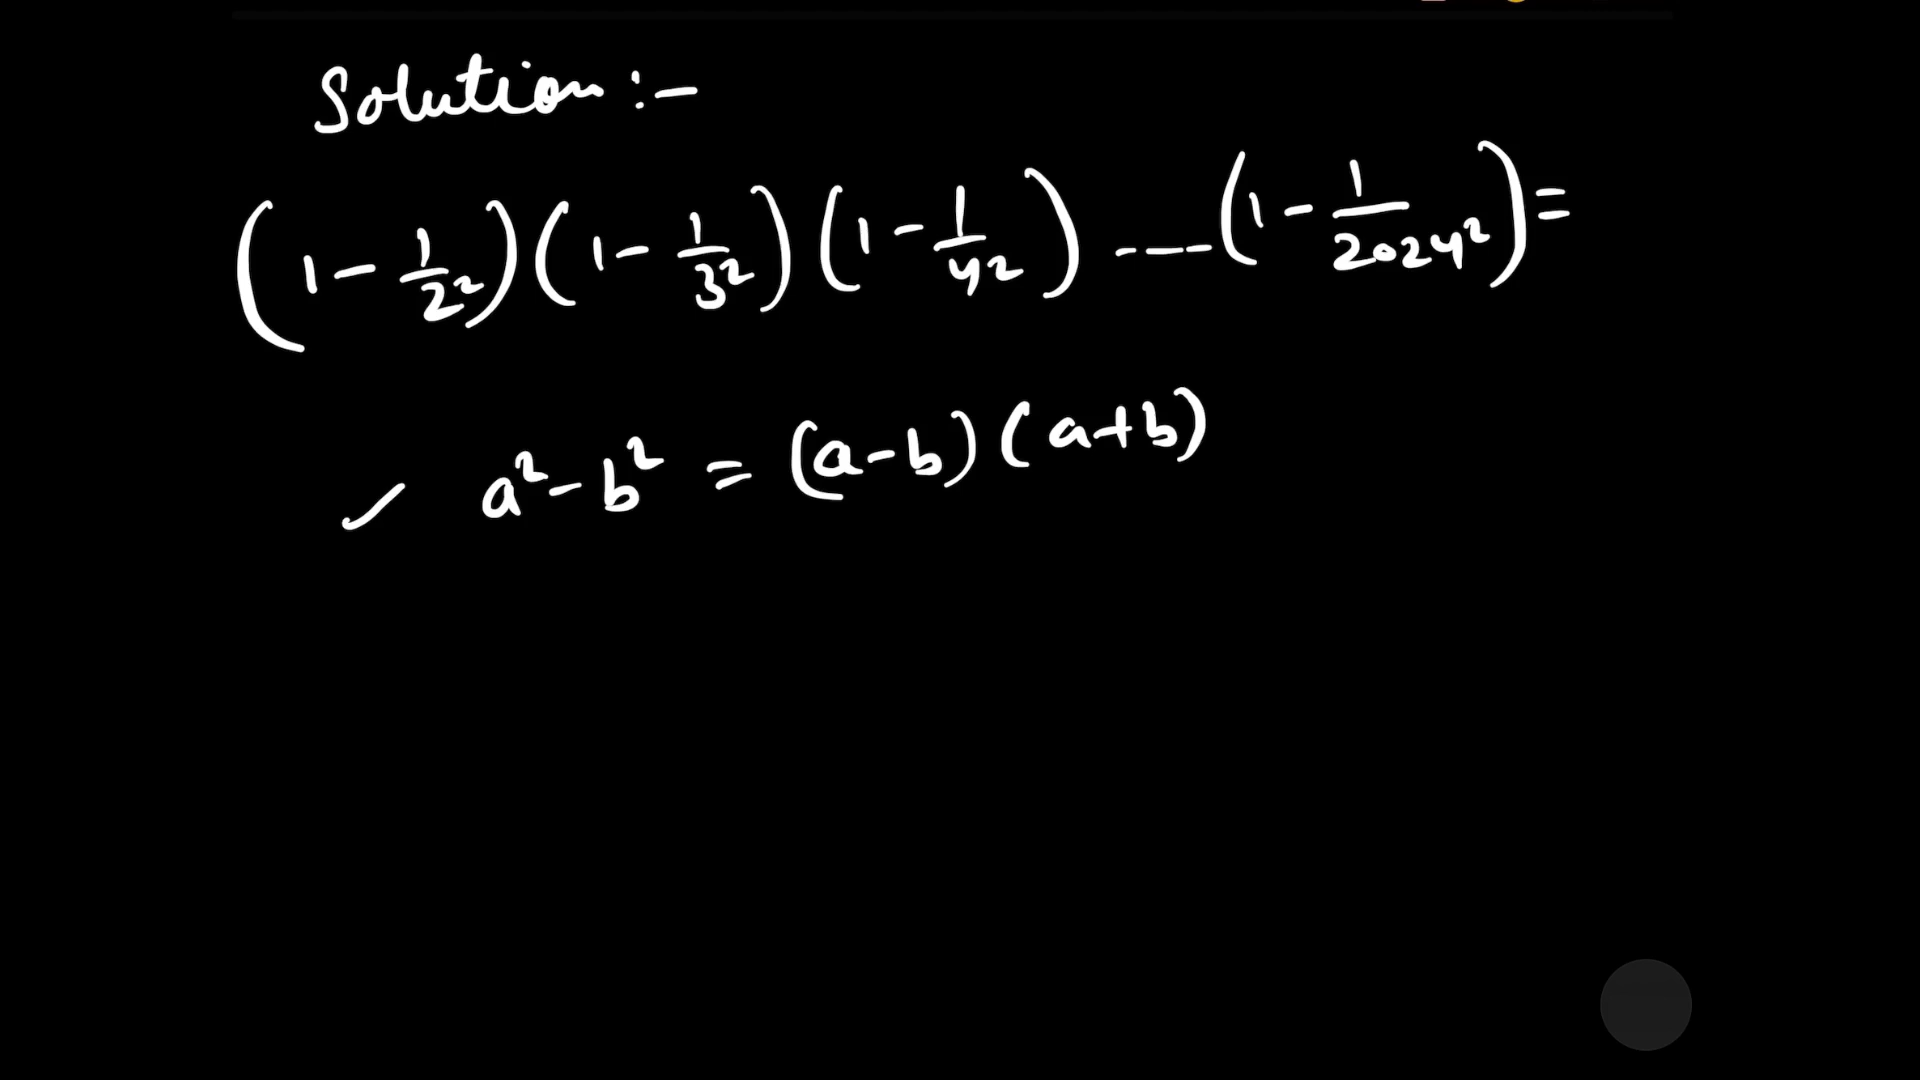 Solution :-
(1 - 1/2²)(1 - 1/3²)(1 - 1/4²) ----(1 - 1/2024²) =
✓ a² - b² = (a-b)(a+b)